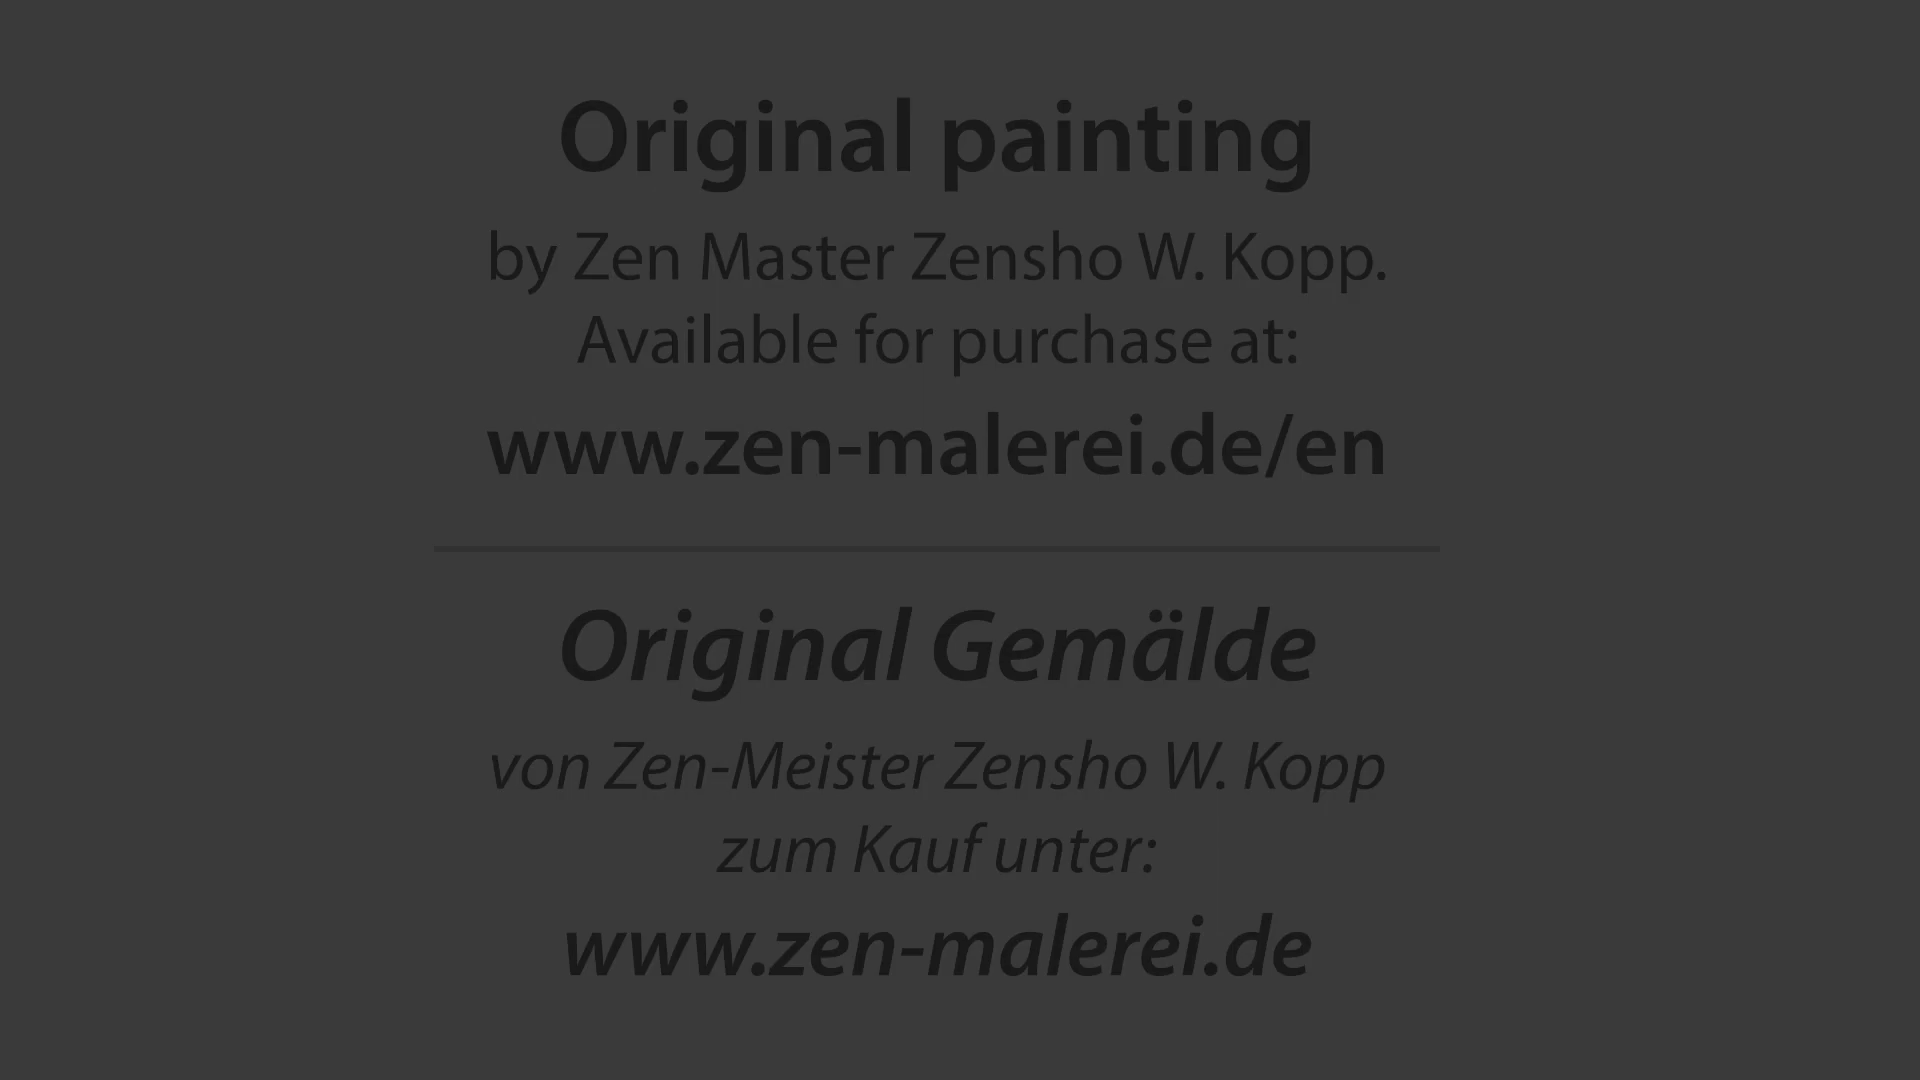 Original painting
by Zen Master Zensho W. Kopp.
Available for purchase at:
www.zen-malerei.de/en
Original Gemälde
von Zen-Meister Zensho W. Kopp
zum Kauf unter:
www.zen-malerei.de